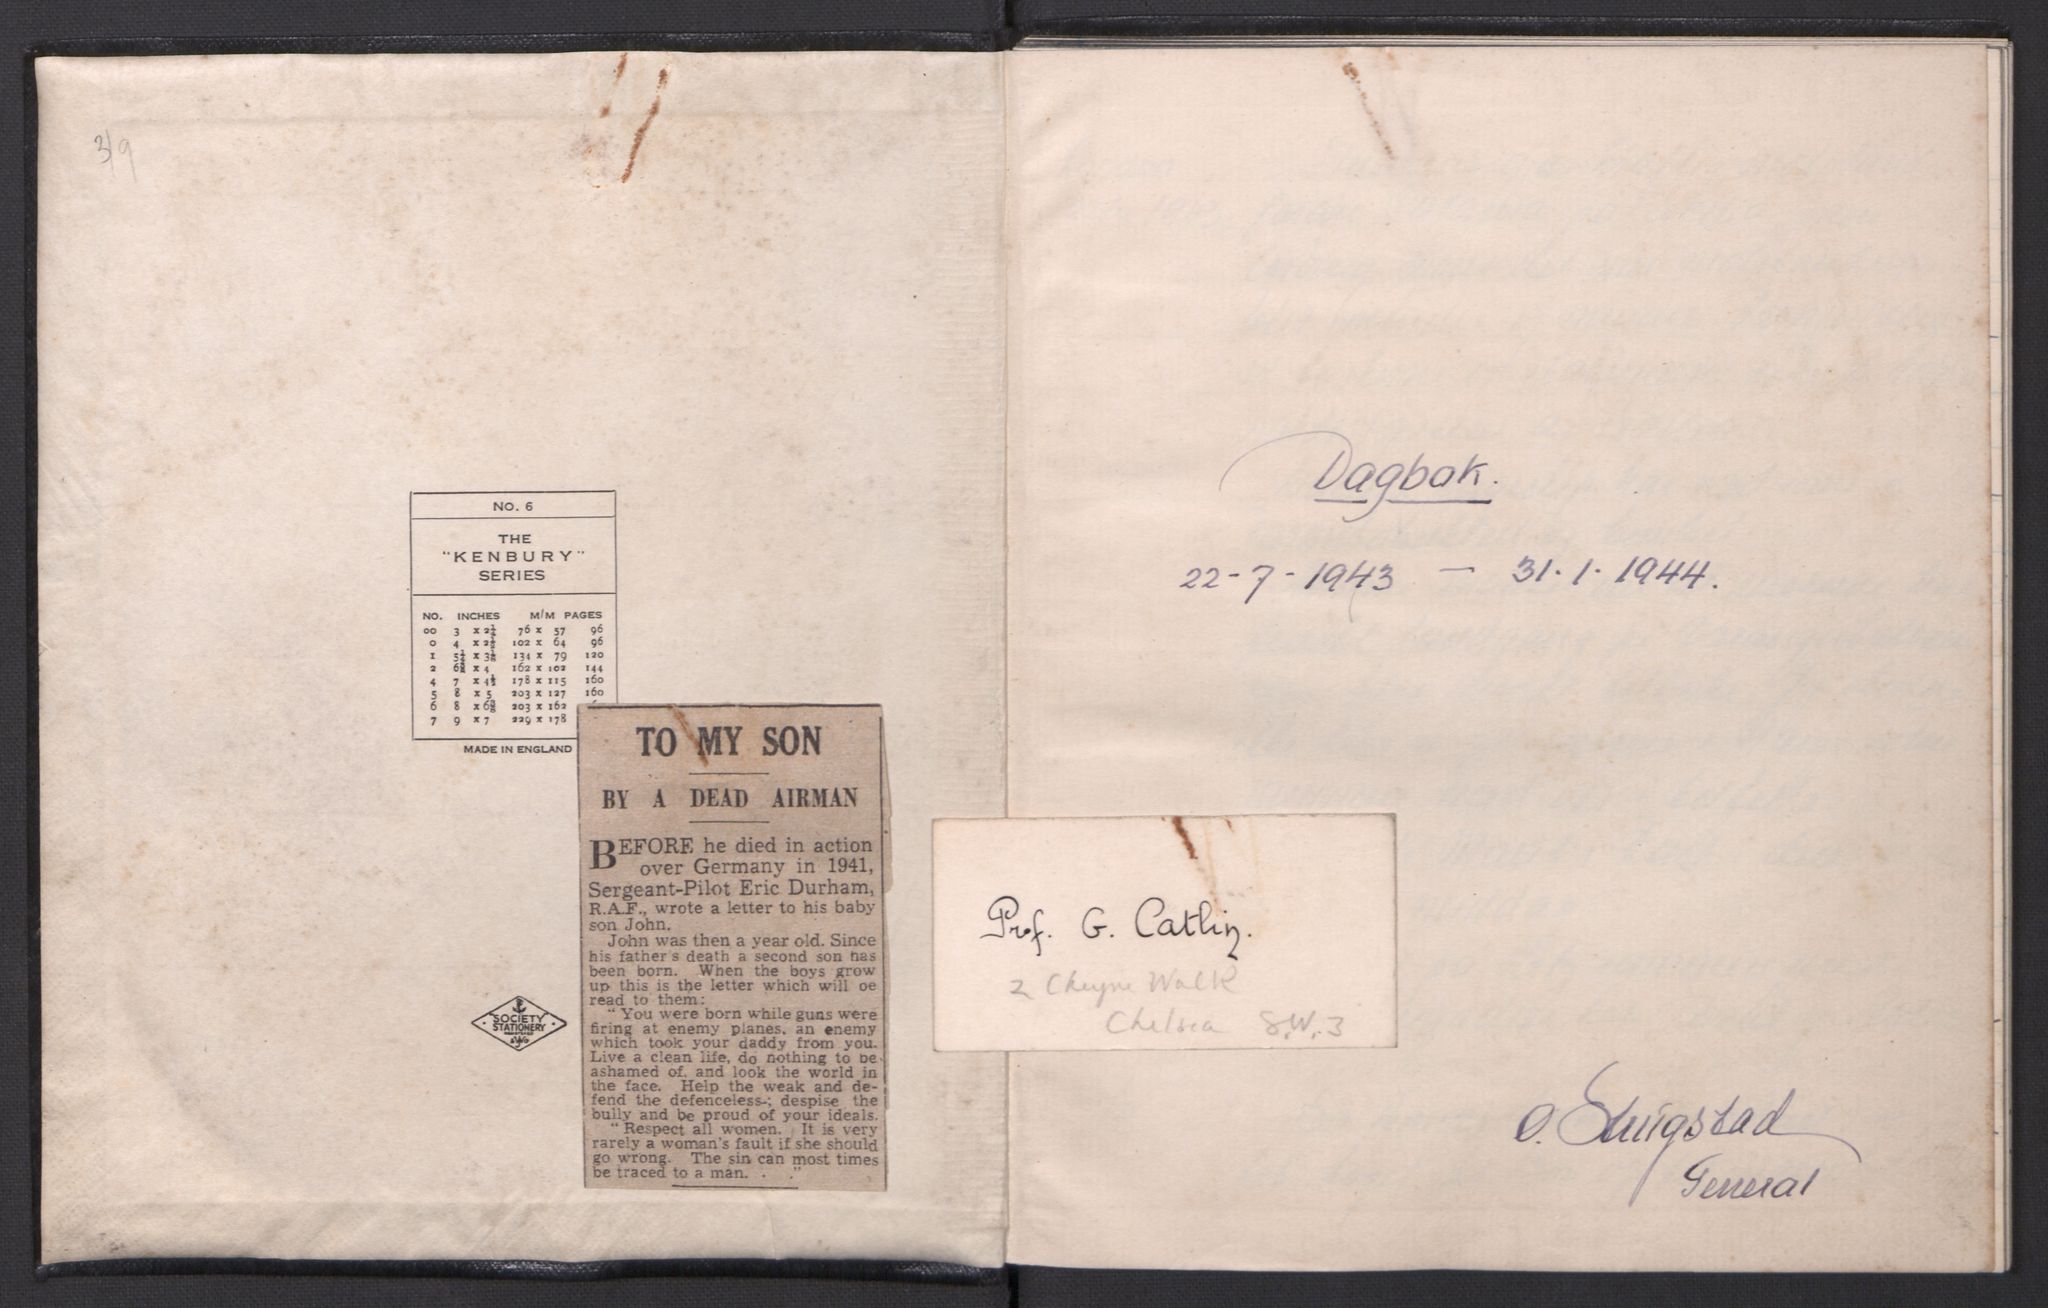 3/9
NO. 6
THE
"KENBURY"
SERIES
NO. INCHES M/M PAGES
00 3 x 2½ 76 x 57 96
0 4 x 2½ 102 x 64 96
1 5¼ x 3⅛ 134 x 79 120
2 6⅜ x 4 162 x 102 144
4 7 x 4½ 178 x 115 160
5 8 x 5 203 x 127 160
6 8 x 6⅜ 203 x 162
7 9 x 7 229 x 178
MADE IN ENGLAND
SOCIETY
STATIONERY
TO MY SON
BY A DEAD AIRMAN
BEFORE he died in action
over Germany in 1941,
Sergeant-Pilot Eric Durham,
R.A.F., wrote a letter to his baby
son John.
John was then a year old. Since
his father's death a second son has
been born. When the boys grow
up this is the letter which will be
read to them:
"You were born while guns were
firing at enemy planes, an enemy
which took your daddy from you.
Live a clean life, do nothing to be
ashamed of, and look the world in
the face. Help the weak and de-
fend the defenceless; despise the
bully and be proud of your ideals.
"Respect all women. It is very
rarely a woman's fault if she should
go wrong. The sin can most times
be traced to a man. . ."
Prof. G. Catlin.
2 Cheyne Walk
Chelsea S.W.3
Dagbok.
22-7-1943 — 31.1.1944.
O. Strugstad
General